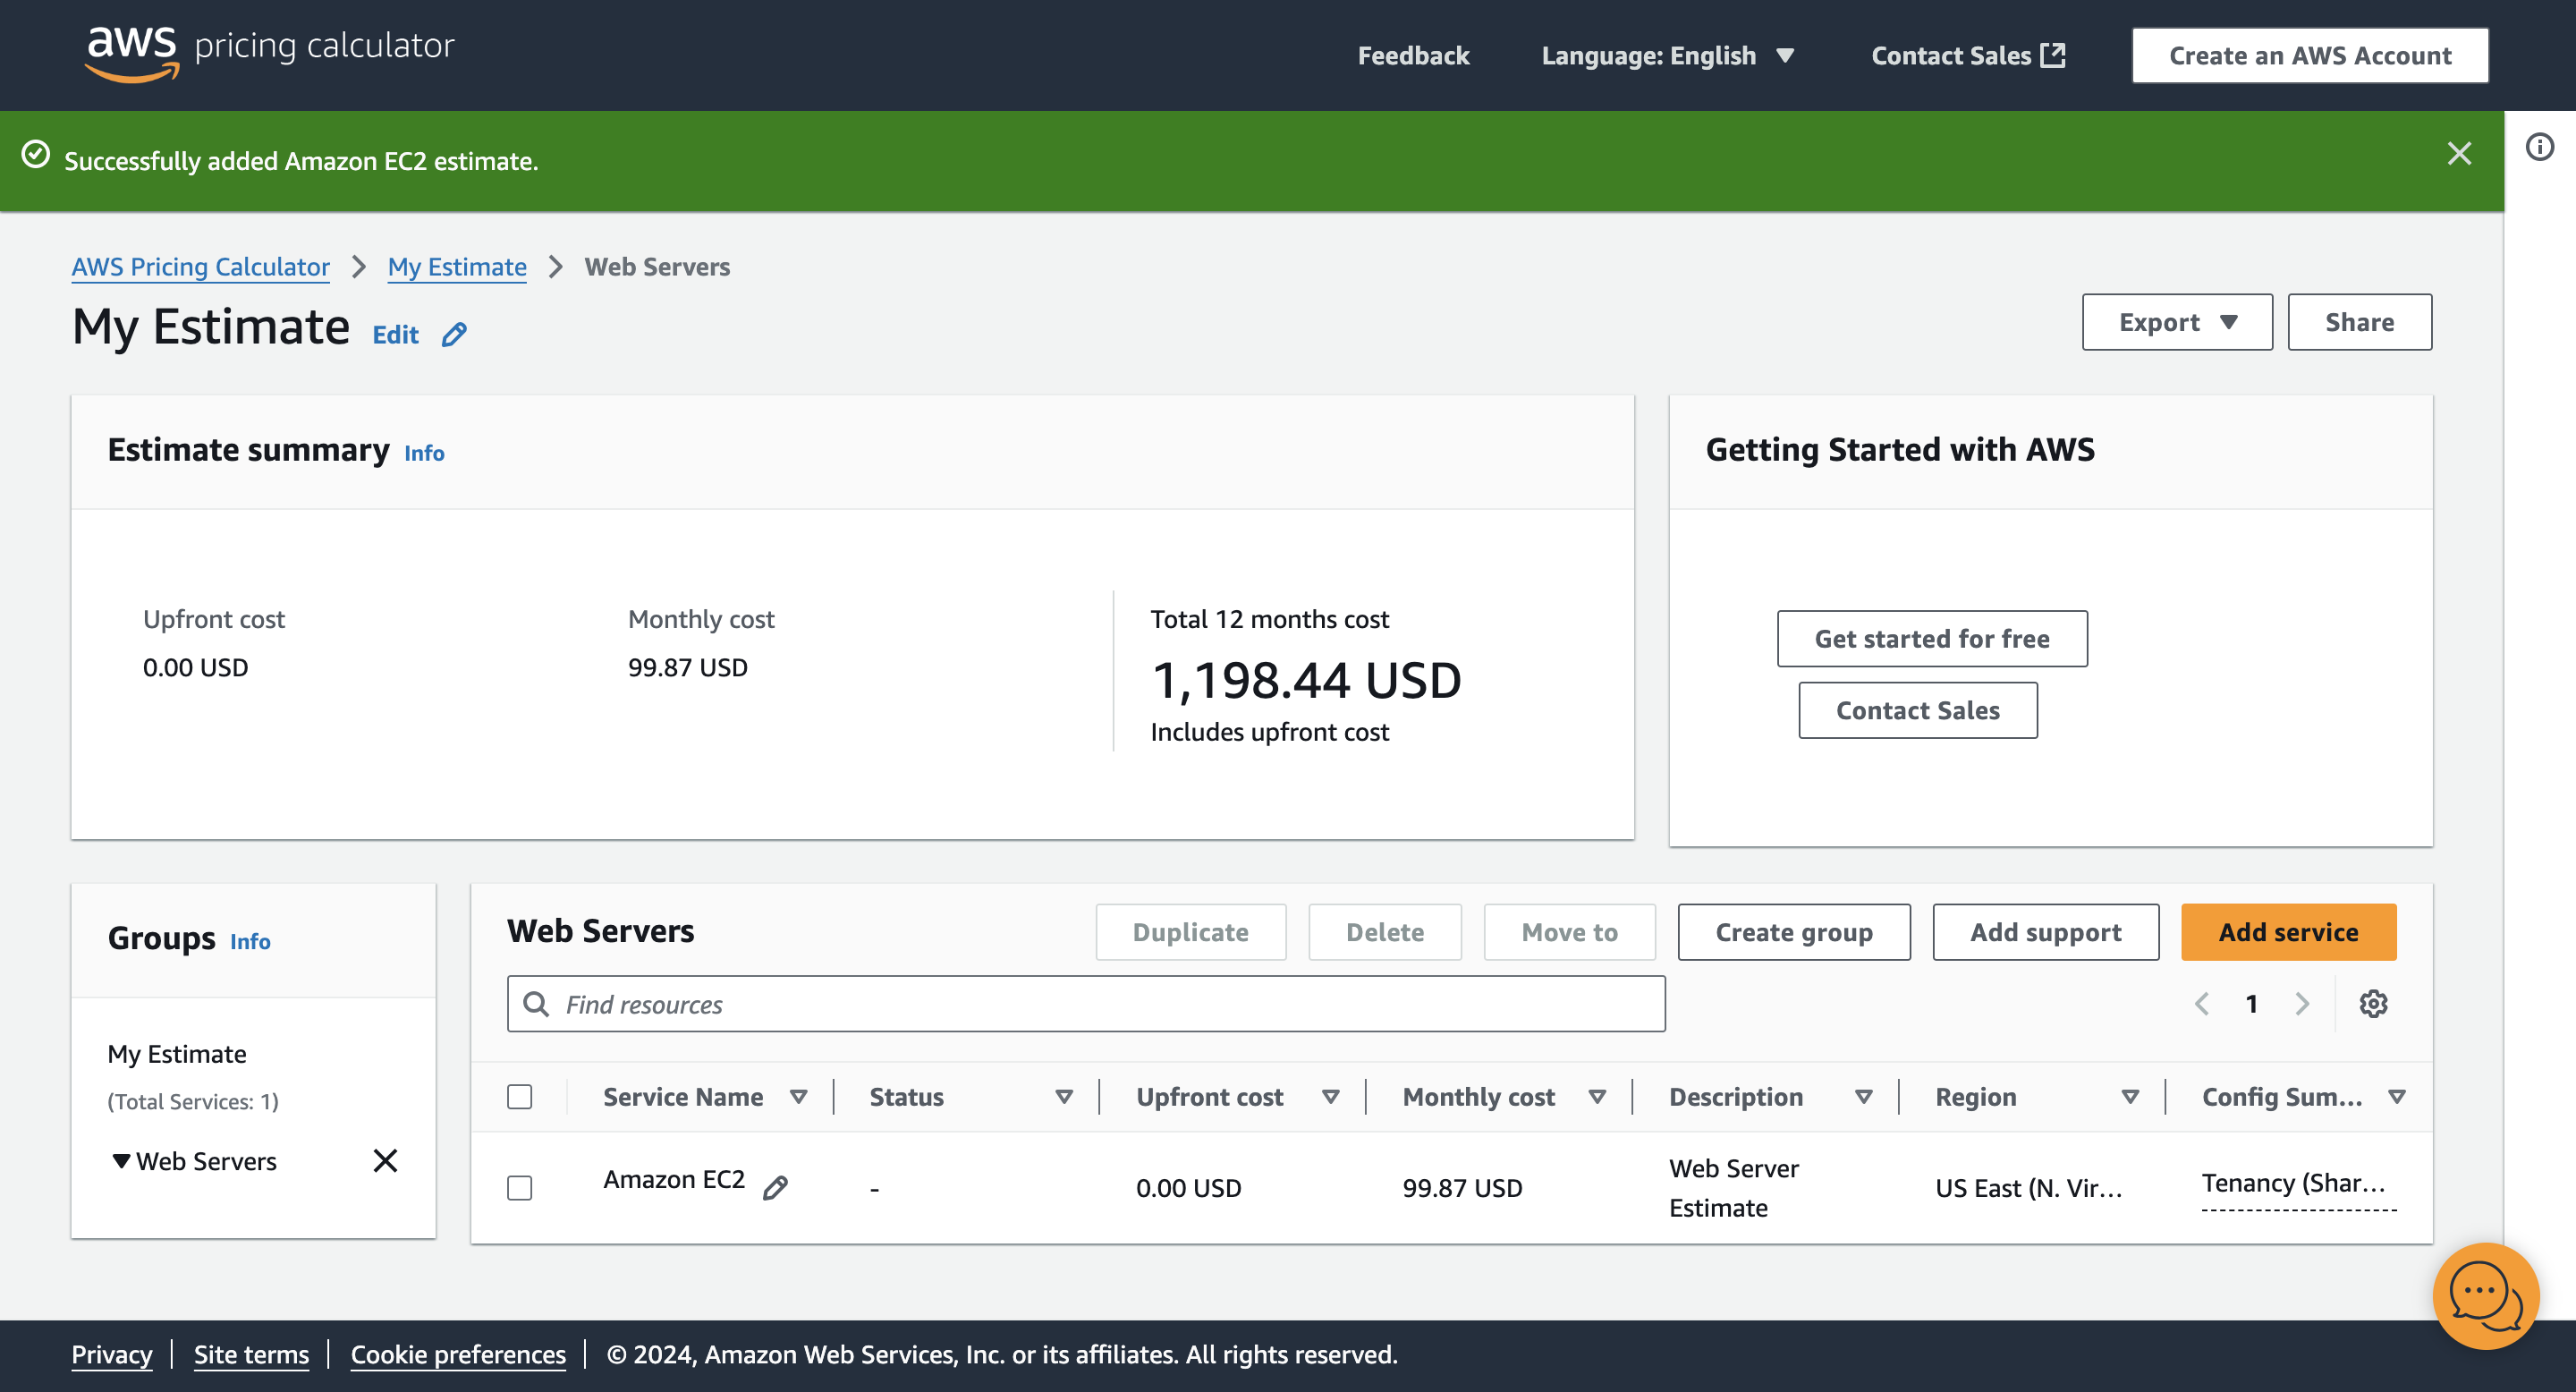 aws pricing calculator
Feedback
Language: English
Contact Sales
Create an AWS Account
Successfully added Amazon EC2 estimate.
AWS Pricing Calculator
My Estimate
Web Servers
My Estimate
Edit
Export
Share
Estimate summary
Info
Upfront cost
0.00 USD
Monthly cost
99.87 USD
Total 12 months cost
1,198.44 USD
Includes upfront cost
Getting Started with AWS
Get started for free
Contact Sales
Groups
Info
My Estimate
(Total Services: 1)
Web Servers
Web Servers
Duplicate
Delete
Move to
Create group
Add support
Add service
Find resources
1
Service Name
Status
Upfront cost
Monthly cost
Description
Region
Config Sum...
Amazon EC2
-
0.00 USD
99.87 USD
Web Server
Estimate
US East (N. Vir...
Tenancy (Shar...
Privacy
Site terms
Cookie preferences
© 2024, Amazon Web Services, Inc. or its affiliates. All rights reserved.